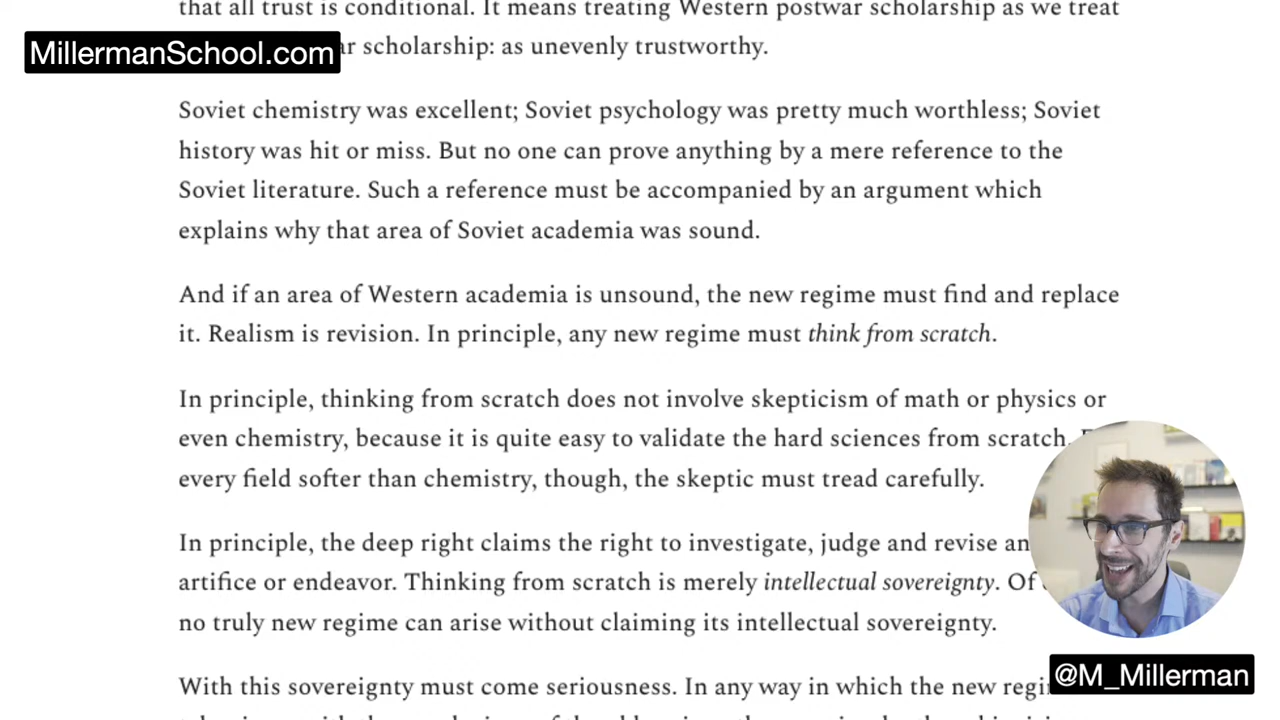 that all trust is conditional. It means treating Western postwar scholarship as we treat
MillermanSchool.com
scholarship: as unevenly trustworthy.
Soviet chemistry was excellent; Soviet psychology was pretty much worthless; Soviet
history was hit or miss. But no one can prove anything by a mere reference to the
Soviet literature. Such a reference must be accompanied by an argument which
explains why that area of Soviet academia was sound.
And if an area of Western academia is unsound, the new regime must find and replace
it. Realism is revision. In principle, any new regime must think from scratch.
In principle, thinking from scratch does not involve skepticism of math or physics or
even chemistry, because it is quite easy to validate the hard sciences from scratch.
every field softer than chemistry, though, the skeptic must tread carefully.
In principle, the deep right claims the right to investigate, judge and revise
artifice or endeavor. Thinking from scratch is merely intellectual sovereignty. Of
no truly new regime can arise without claiming its intellectual sovereignty.
With this sovereignty must come seriousness. In any way in which the new
@M_Millerman